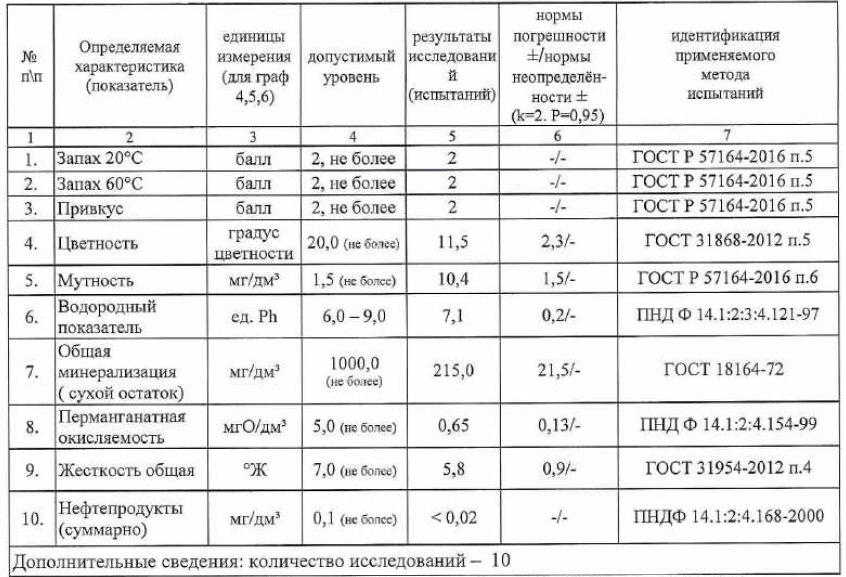 № п\п | Определяемая характеристика (показатель) | единицы измерения (для граф 4,5,6) | допустимый уровень | результаты исследований (испытаний) | нормы погрешности ±/нормы неопределён- ности ± (k=2. P=0,95) | идентификация применяемого метода испытаний
1 | 2 | 3 | 4 | 5 | 6 | 7
1. | Запах 20°С | балл | 2, не более | 2 | -/- | ГОСТ Р 57164-2016 п.5
2. | Запах 60°С | балл | 2, не более | 2 | -/- | ГОСТ Р 57164-2016 п.5
3. | Привкус | балл | 2, не более | 2 | -/- | ГОСТ Р 57164-2016 п.5
4. | Цветность | градус цветности | 20,0 (не более) | 11,5 | 2,3/- | ГОСТ 31868-2012 п.5
5. | Мутность | мг/дм³ | 1,5 (не более) | 10,4 | 1,5/- | ГОСТ Р 57164-2016 п.6
6. | Водородный показатель | ед. Ph | 6,0 – 9,0 | 7,1 | 0,2/- | ПНД Ф 14.1:2:3:4.121-97
7. | Общая минерализация ( сухой остаток) | мг/дм³ | 1000,0 (не более) | 215,0 | 21,5/- | ГОСТ 18164-72
8. | Перманганатная окисляемость | мгО/дм³ | 5,0 (не более) | 0,65 | 0,13/- | ПНД Ф 14.1:2:4.154-99
9. | Жесткость общая | °Ж | 7,0 (не более) | 5,8 | 0,9/- | ГОСТ 31954-2012 п.4
10. | Нефтепродукты (суммарно) | мг/дм³ | 0,1 (не более) | < 0,02 | -/- | ПНДФ 14.1:2:4.168-2000
Дополнительные сведения: количество исследований – 10